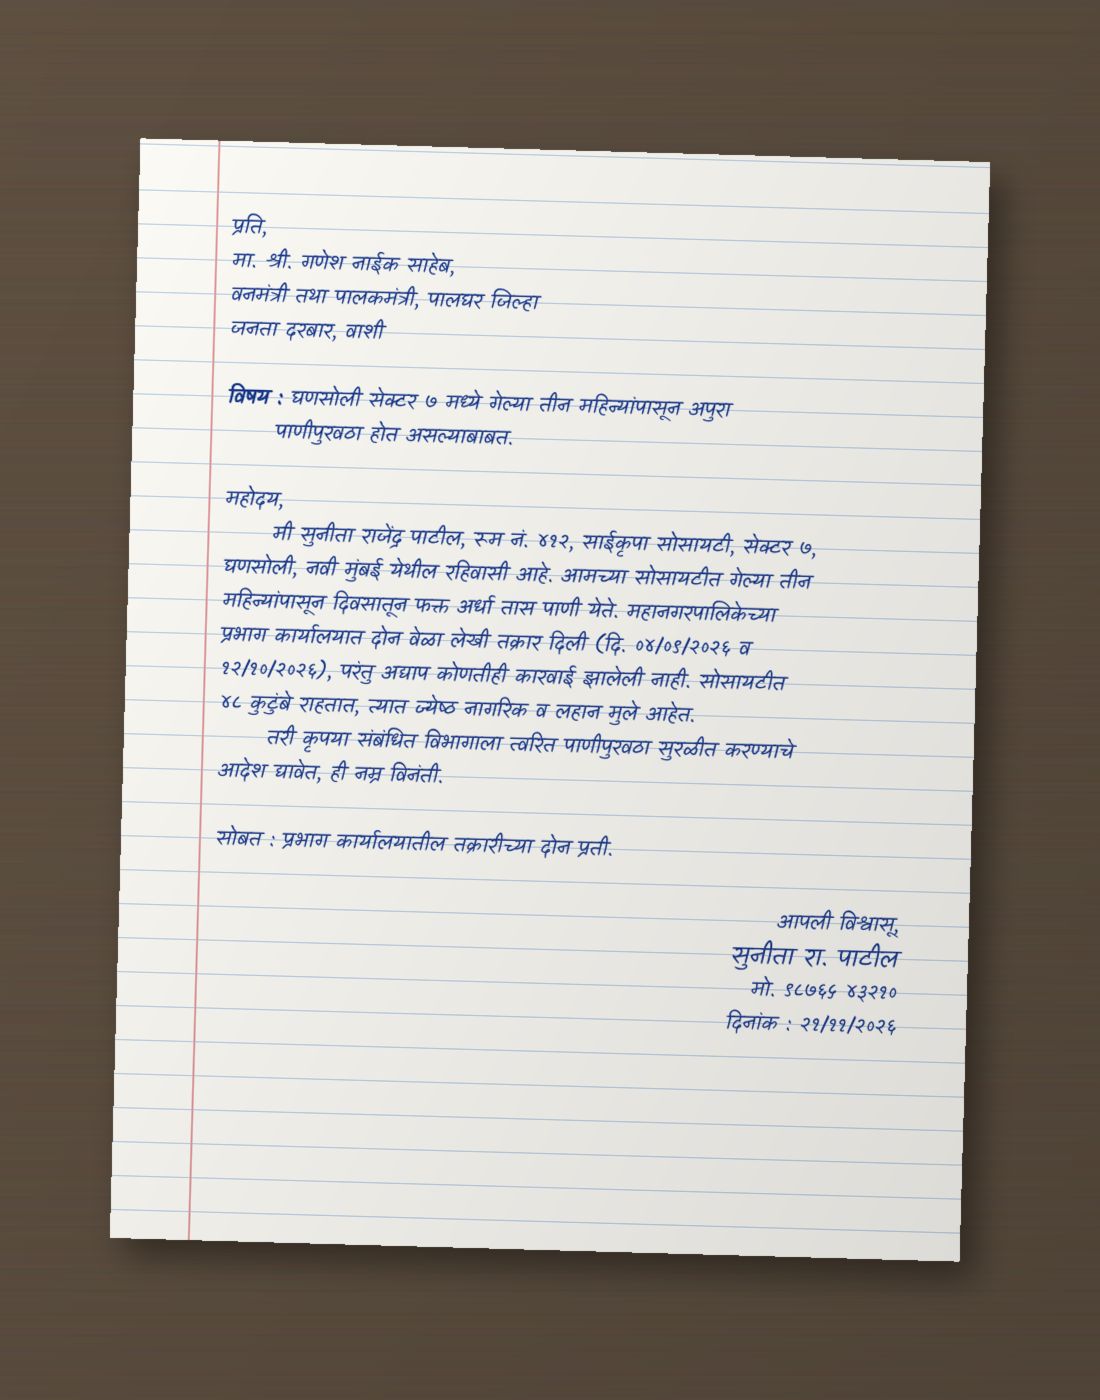 प्रति,
मा. श्री. गणेश नाईक साहेब,
वनमंत्री तथा पालकमंत्री, पालघर जिल्हा
जनता दरबार, वाशी
विषय : घणसोली सेक्टर ७ मध्ये गेल्या तीन महिन्यांपासून अपुरा
पाणीपुरवठा होत असल्याबाबत.
महोदय,
मी सुनीता राजेंद्र पाटील, रूम नं. ४१२, साईकृपा सोसायटी, सेक्टर ७,
घणसोली, नवी मुंबई येथील रहिवासी आहे. आमच्या सोसायटीत गेल्या तीन
महिन्यांपासून दिवसातून फक्त अर्धा तास पाणी येते. महानगरपालिकेच्या
प्रभाग कार्यालयात दोन वेळा लेखी तक्रार दिली (दि. ०४/०९/२०२६ व
१२/१०/२०२६), परंतु अद्याप कोणतीही कारवाई झालेली नाही. सोसायटीत
४८ कुटुंबे राहतात, त्यात ज्येष्ठ नागरिक व लहान मुले आहेत.
तरी कृपया संबंधित विभागाला त्वरित पाणीपुरवठा सुरळीत करण्याचे
आदेश द्यावेत, ही नम्र विनंती.
सोबत : प्रभाग कार्यालयातील तक्रारीच्या दोन प्रती.
आपली विश्वासू,
सुनीता रा. पाटील
मो. ९८७६५ ४३२१०
दिनांक : २१/११/२०२६